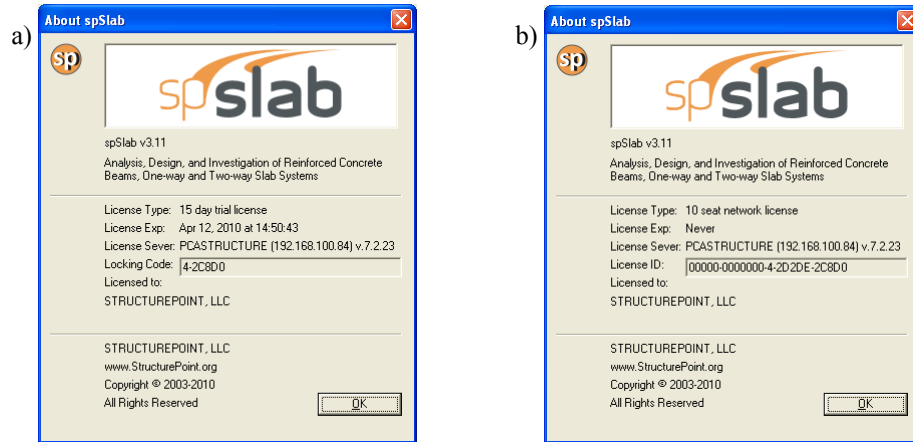 a)
About spSlab
sp
spslab
spSlab v3.11
Analysis, Design, and Investigation of Reinforced Concrete
Beams, One-way and Two-way Slab Systems
License Type: 15 day trial license
License Exp: Apr 12, 2010 at 14:50:43
License Sever: PCASTRUCTURE (192.168.100.84) v.7.2.23
Locking Code: 4-2C8D0
Licensed to:
STRUCTUREPOINT, LLC
STRUCTUREPOINT, LLC
www.StructurePoint.org
Copyright © 2003-2010
All Rights Reserved
OK
b)
About spSlab
sp
spslab
spSlab v3.11
Analysis, Design, and Investigation of Reinforced Concrete
Beams, One-way and Two-way Slab Systems
License Type: 10 seat network license
License Exp: Never
License Sever: PCASTRUCTURE (192.168.100.84) v.7.2.23
License ID: 00000-0000000-4-2D2DE-2C8D0
Licensed to:
STRUCTUREPOINT, LLC
STRUCTUREPOINT, LLC
www.StructurePoint.org
Copyright © 2003-2010
All Rights Reserved
OK